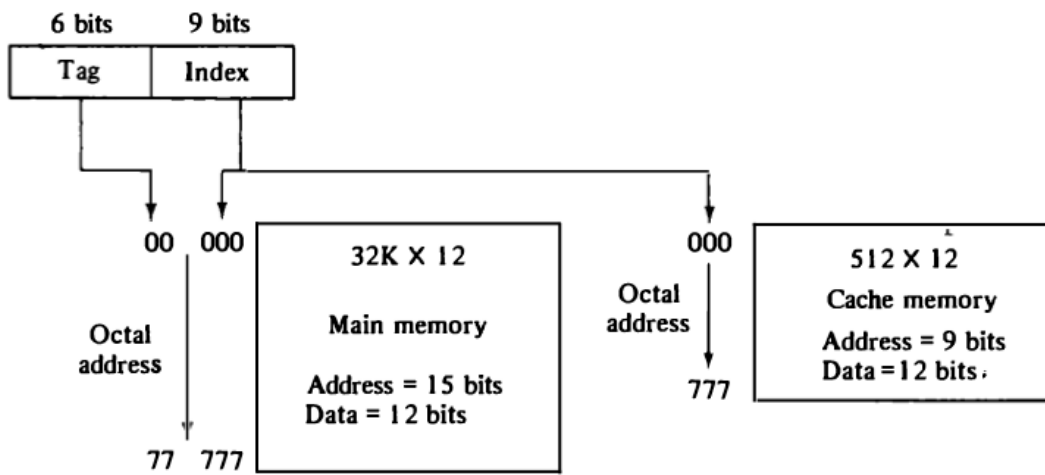 6 bits 9 bits
Tag Index
00 000
32K X 12
Main memory
Address = 15 bits
Data = 12 bits
Octal
address
77 777
000
Octal
address
777
512 X 12
Cache memory
Address = 9 bits
Data = 12 bits